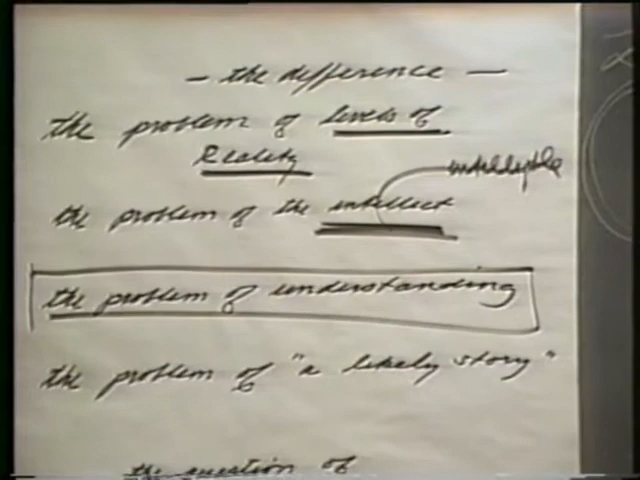 — the difference —
the problem of levels of
Reality
intelligible
the problem of the intellect
the problem of understanding
the problem of "a likely story"
the question of